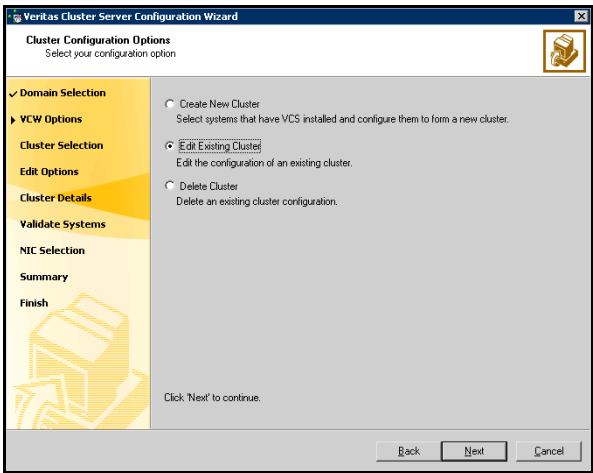 Veritas Cluster Server Configuration Wizard
Cluster Configuration Options
Select your configuration option
Domain Selection
VCW Options
Cluster Selection
Edit Options
Cluster Details
Validate Systems
NIC Selection
Summary
Finish
Create New Cluster
Select systems that have VCS installed and configure them to form a new cluster.
Edit Existing Cluster
Edit the configuration of an existing cluster.
Delete Cluster
Delete an existing cluster configuration.
Click 'Next' to continue.
Back Next Cancel